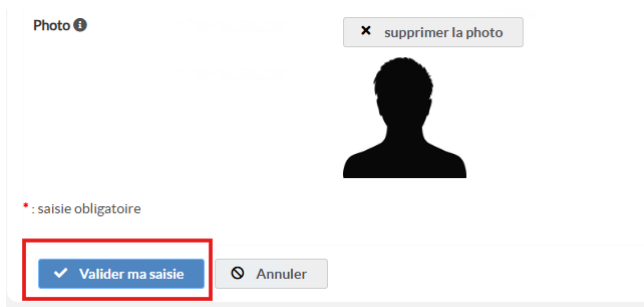 Photo
supprimer la photo
* : saisie obligatoire
Valider ma saisie
Annuler